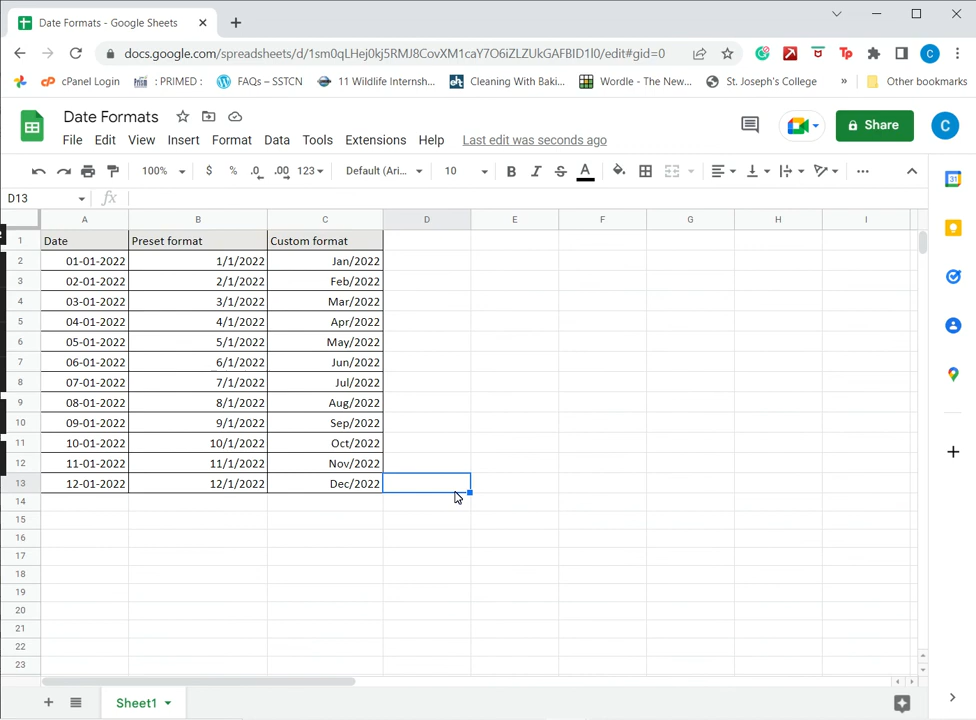 Date Formats - Google Sheets
docs.google.com/spreadsheets/d/1sm0qLHej0kj5RMJ8CovXM1caY7O6iZLZUkGAFBID1l0/edit#gid=0
Tp
C
cPanel Login
: PRIMED :
FAQs – SSTCN
11 Wildlife Internsh...
Cleaning With Baki...
Wordle - The New...
St. Joseph's College
»
Other bookmarks
Date Formats
File Edit View Insert Format Data Tools Extensions Help Last edit was seconds ago
Share
C
100% $ % .0 .00 123 Default (Ari... 10 B I S A
D13 fx
A B C D E F G H I
1 Date Preset format Custom format
2 01-01-2022 1/1/2022 Jan/2022
3 02-01-2022 2/1/2022 Feb/2022
4 03-01-2022 3/1/2022 Mar/2022
5 04-01-2022 4/1/2022 Apr/2022
6 05-01-2022 5/1/2022 May/2022
7 06-01-2022 6/1/2022 Jun/2022
8 07-01-2022 7/1/2022 Jul/2022
9 08-01-2022 8/1/2022 Aug/2022
10 09-01-2022 9/1/2022 Sep/2022
11 10-01-2022 10/1/2022 Oct/2022
12 11-01-2022 11/1/2022 Nov/2022
13 12-01-2022 12/1/2022 Dec/2022
14
15
16
17
18
19
20
21
22
23
Sheet1
31